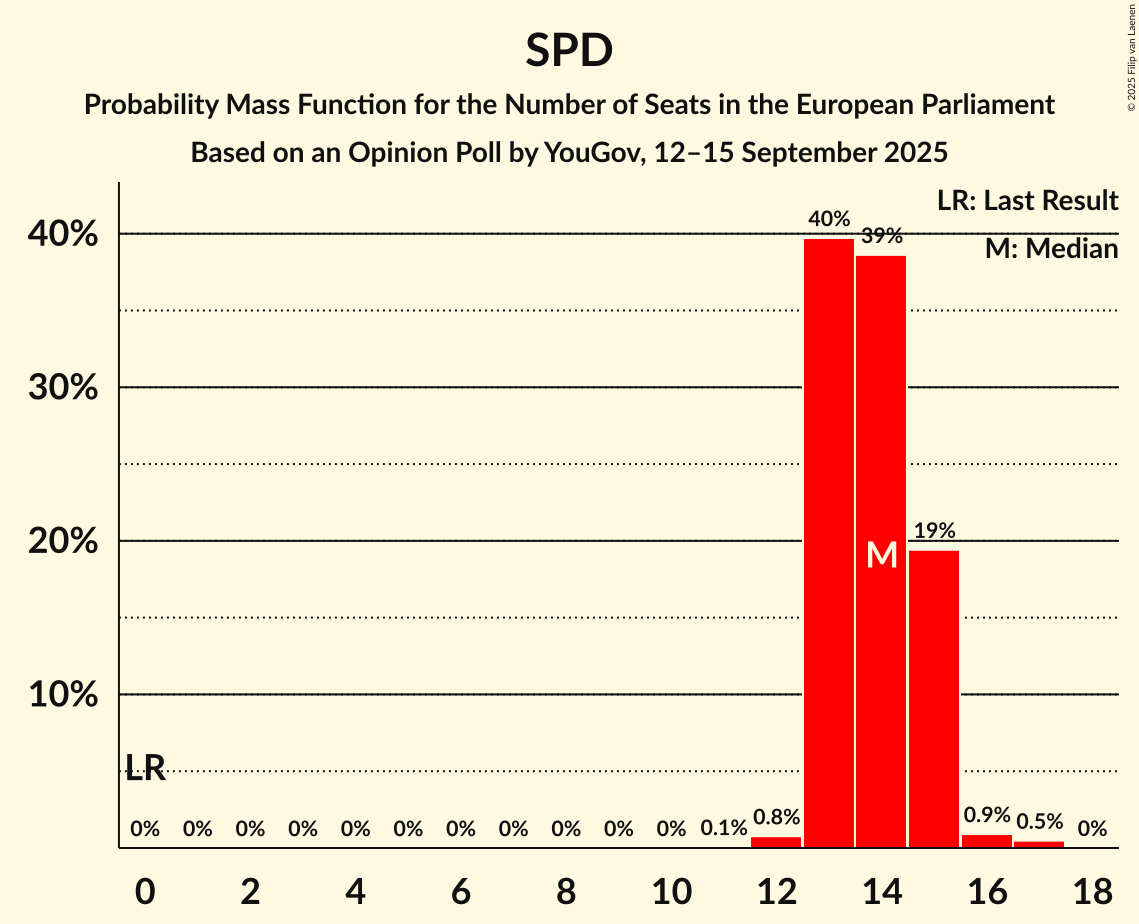 SPD
Probability Mass Function for the Number of Seats in the European Parliament
Based on an Opinion Poll by YouGov, 12–15 September 2025
© 2025 Filip van Laenen
LR: Last Result
M: Median
40%
30%
20%
10%
40%
39%
19%
M
LR
0% 0% 0% 0% 0% 0% 0% 0% 0% 0% 0% 0.1% 0.8% 0.9% 0.5% 0%
0 2 4 6 8 10 12 14 16 18